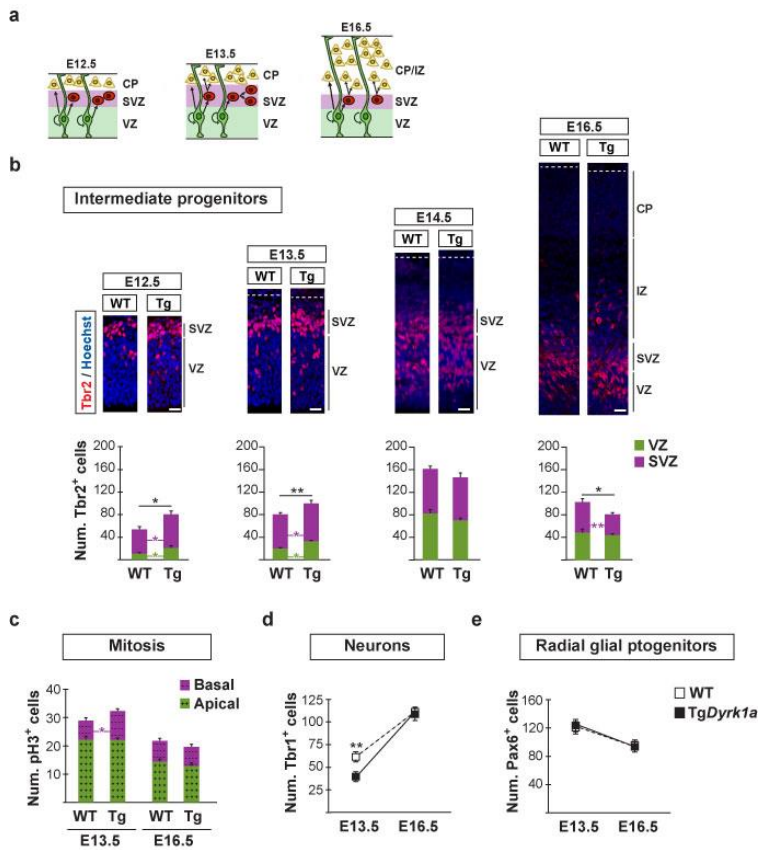 a
E12.5
CP
SVZ
VZ
E13.5
CP
SVZ
VZ
E16.5
CP/IZ
SVZ
VZ
b
Intermediate progenitors
Tbr2 / Hoechst
E12.5
WT Tg
SVZ
VZ
E13.5
WT Tg
SVZ
VZ
E14.5
WT Tg
SVZ
VZ
E16.5
WT Tg
CP
IZ
SVZ
VZ
VZ
SVZ
Num. Tbr2+ cells
200
160
120
80
40
*
*
*
WT Tg
200
160
120
80
40
**
*
*
WT Tg
200
160
120
80
40
WT Tg
200
160
120
80
40
*
**
WT Tg
c
Mitosis
Basal
Apical
Num. pH3+ cells
40
30
20
10
*
WT Tg WT Tg
E13.5 E16.5
d
Neurons
Num. Tbr1+ cells
125
100
75
50
25
**
E13.5 E16.5
e
Radial glial ptogenitors
Num. Pax6+ cells
160
120
80
40
E13.5 E16.5
WT
TgDyrk1a